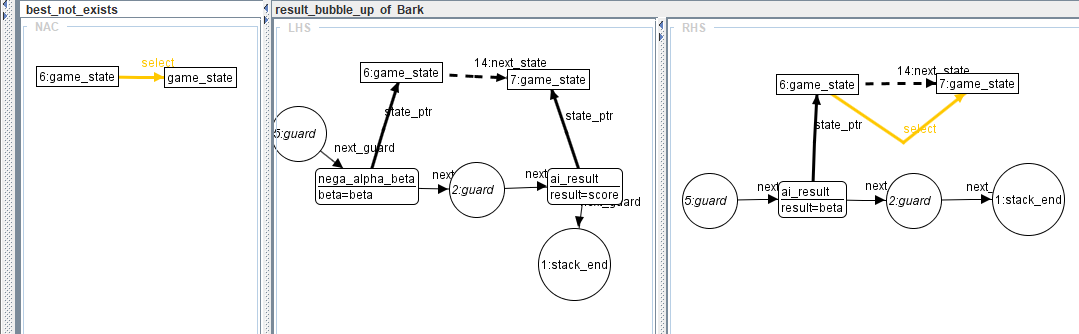 best_not_exists
result_bubble_up of Bark
NAC
select
6:game_state
game_state
LHS
6:game_state
14:next_state
7:game_state
state_ptr
state_ptr
5:guard
next_guard
nega_alpha_beta
beta=beta
next
2:guard
next
ai_result
result=score
1:stack_end
RHS
6:game_state
14:next_state
7:game_state
state_ptr
select
5:guard
next
ai_result
result=beta
next
2:guard
next_
1:stack_end